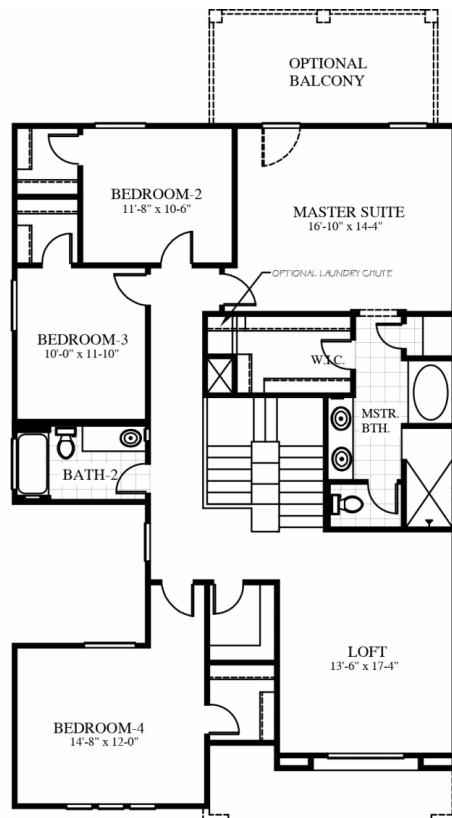 OPTIONAL
BALCONY
BEDROOM-2
11'-8" x 10'-6"
MASTER SUITE
16'-10" x 14'-4"
OPTIONAL LAUNDRY CHUTE
BEDROOM-3
10'-0" x 11'-10"
W.I.C.
MSTR.
BTH.
BATH-2
LOFT
13'-6" x 17'-4"
BEDROOM-4
14'-8" x 12'-0"